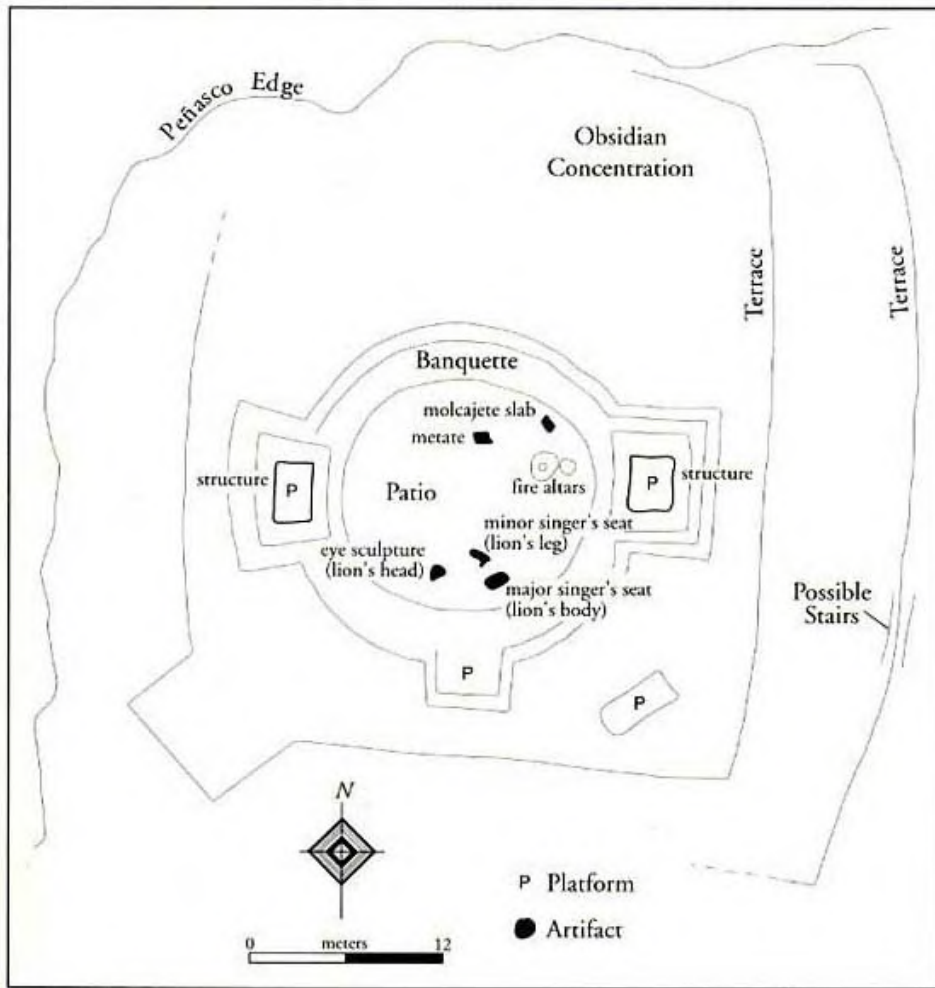 Peñasco Edge
Obsidian
Concentration
Terrace
Terrace
Banquette
molcajete slab
metate
structure
P
Patio
fire altars
P
structure
minor singer's seat
(lion's leg)
eye sculpture
(lion's head)
major singer's seat
(lion's body)
Possible
Stairs
P
P
N
P Platform
Artifact
0 meters 12